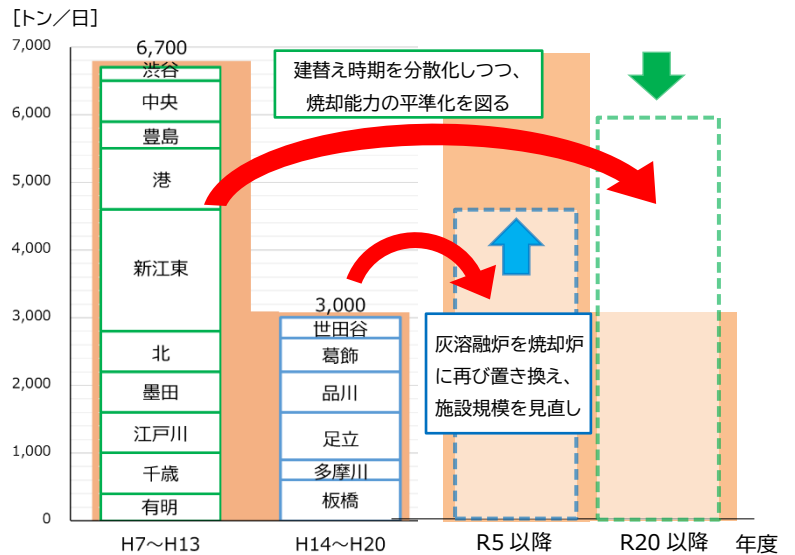 [トン／日]
7,000
6,000
5,000
4,000
3,000
2,000
1,000
0
6,700
渋谷
中央
豊島
港
新江東
北
墨田
江戸川
千歳
有明
3,000
世田谷
葛飾
品川
足立
多摩川
板橋
建替え時期を分散化しつつ、
焼却能力の平準化を図る
灰溶融炉を焼却炉
に再び置き換え、
施設規模を見直し
H7～H13
H14～H20
R5 以降
R20 以降
年度